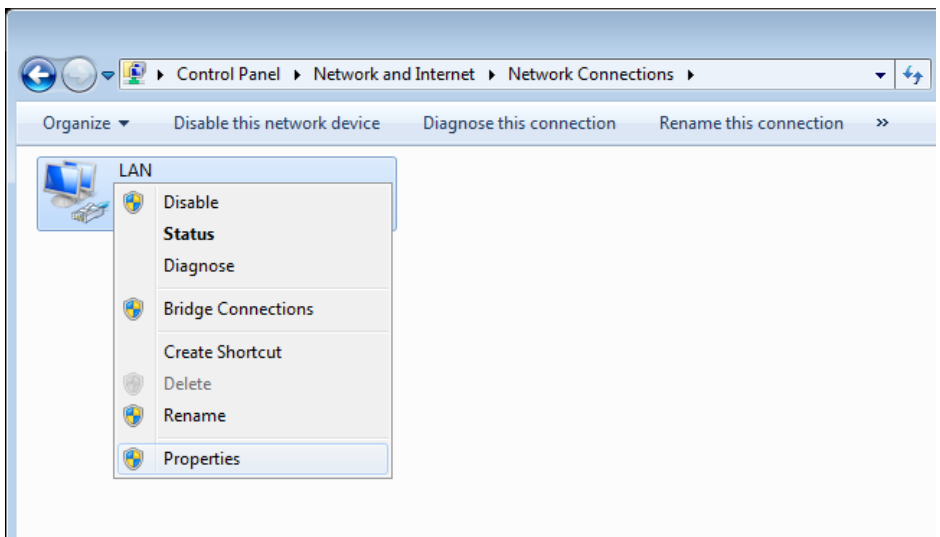 Control Panel Network and Internet Network Connections
Organize Disable this network device Diagnose this connection Rename this connection »
LAN
Disable
Status
Diagnose
Bridge Connections
Create Shortcut
Delete
Rename
Properties